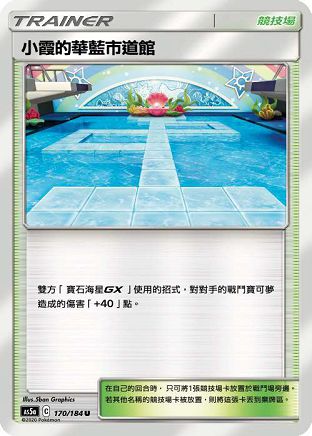 TRAINER
競技場
小霞的華藍市道館
雙方「寶石海星GX」使用的招式，對對手的戰鬥寶可夢
造成的傷害「+40」點。
Illus.5ban Graphics
AS5a C 170/184 U
©2020 Pokémon
在自己的回合時，只可將1張競技場卡放置於戰鬥場旁邊。
若其他名稱的競技場卡被放置，則將這張卡丟到棄牌區。